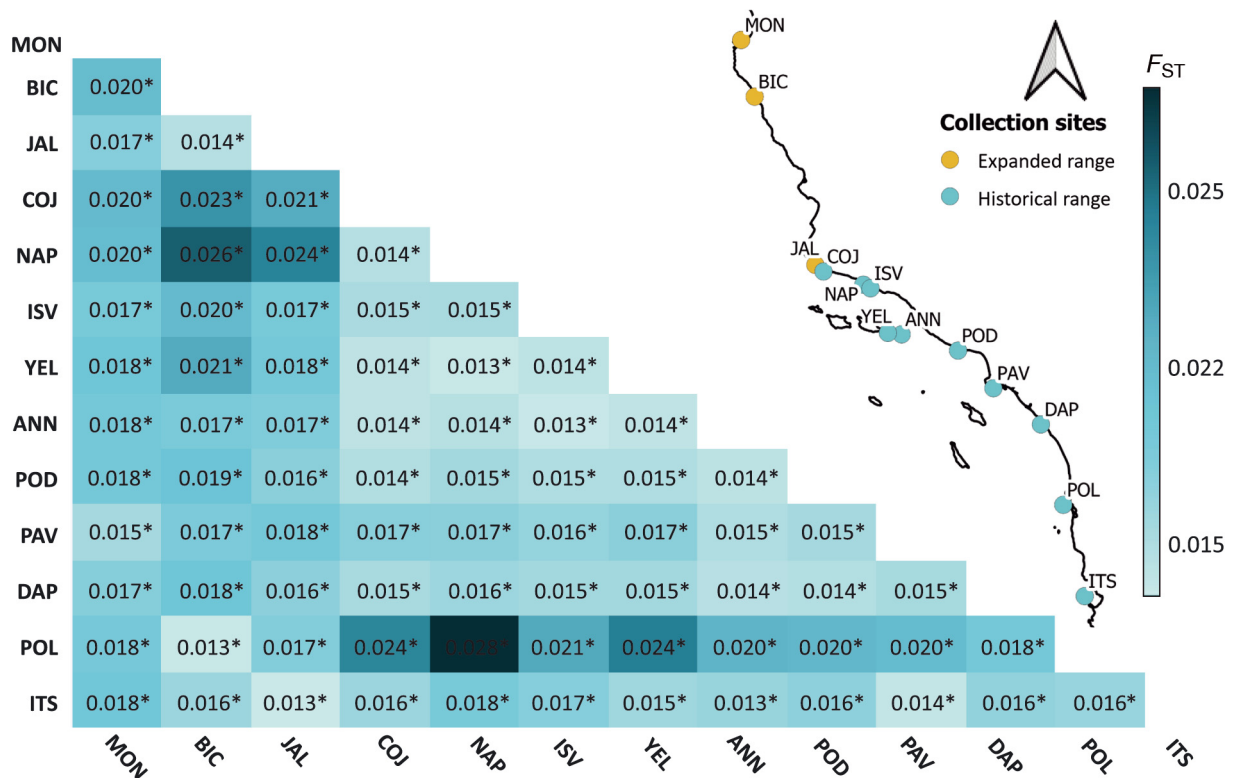 MON
BIC 0.020*
JAL 0.017* 0.014*
COJ 0.020* 0.023* 0.021*
NAP 0.020* 0.026* 0.024* 0.014*
ISV 0.017* 0.020* 0.017* 0.015* 0.015*
YEL 0.018* 0.021* 0.018* 0.014* 0.013* 0.014*
ANN 0.018* 0.017* 0.017* 0.014* 0.014* 0.013* 0.014*
POD 0.018* 0.019* 0.016* 0.014* 0.015* 0.015* 0.015* 0.014*
PAV 0.015* 0.017* 0.018* 0.017* 0.017* 0.016* 0.017* 0.015* 0.015*
DAP 0.017* 0.018* 0.016* 0.015* 0.016* 0.015* 0.015* 0.014* 0.014* 0.015*
POL 0.018* 0.013* 0.017* 0.024* 0.028* 0.021* 0.024* 0.020* 0.020* 0.020* 0.018*
ITS 0.018* 0.016* 0.013* 0.016* 0.018* 0.017* 0.015* 0.013* 0.016* 0.014* 0.016* 0.016*
MON BIC JAL COJ NAP ISV YEL ANN POD PAV DAP POL ITS
MON
BIC
JAL COJ
ISV
NAP
YEL ANN
POD
PAV
DAP
POL
ITS
Collection sites
Expanded range
Historical range
FST
0.025
0.022
0.015